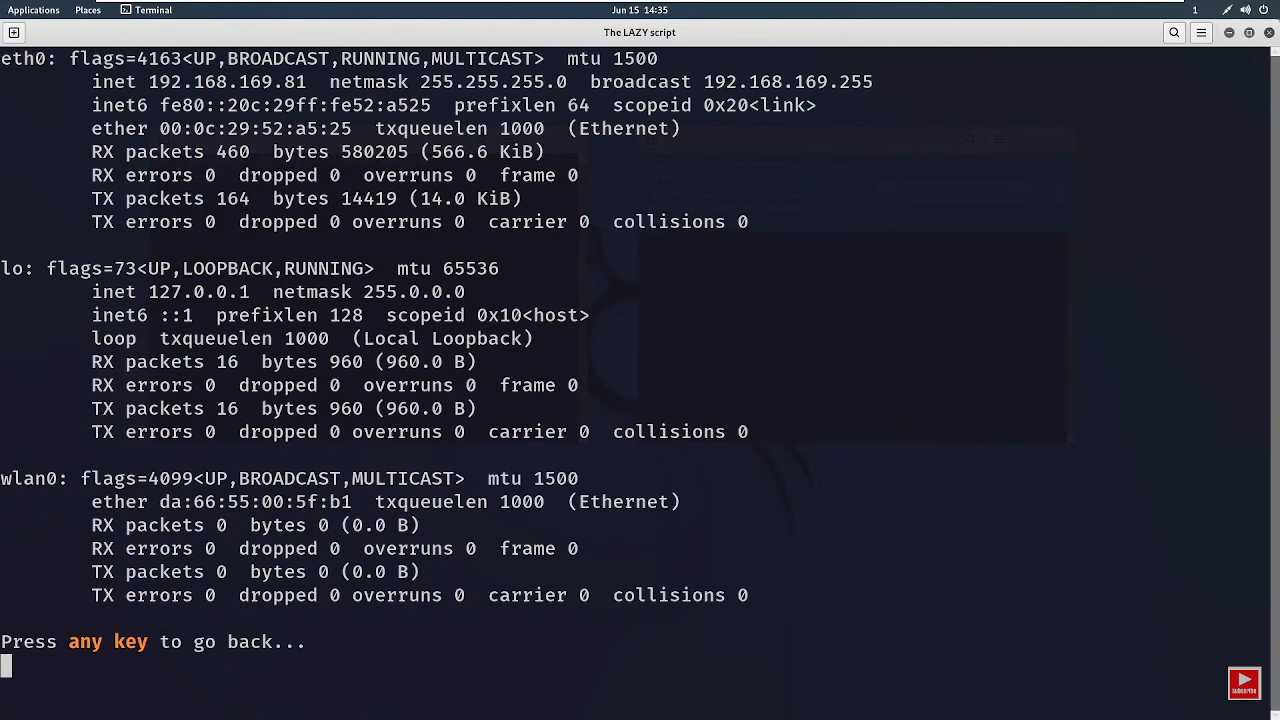 Applications Places Terminal Jun 15 14:35 1
The LAZY script
eth0: flags=4163<UP,BROADCAST,RUNNING,MULTICAST> mtu 1500
inet 192.168.169.81 netmask 255.255.255.0 broadcast 192.168.169.255
inet6 fe80::20c:29ff:fe52:a525 prefixlen 64 scopeid 0x20<link>
ether 00:0c:29:52:a5:25 txqueuelen 1000 (Ethernet)
RX packets 460 bytes 580205 (566.6 KiB)
RX errors 0 dropped 0 overruns 0 frame 0
TX packets 164 bytes 14419 (14.0 KiB)
TX errors 0 dropped 0 overruns 0 carrier 0 collisions 0
lo: flags=73<UP,LOOPBACK,RUNNING> mtu 65536
inet 127.0.0.1 netmask 255.0.0.0
inet6 ::1 prefixlen 128 scopeid 0x10<host>
loop txqueuelen 1000 (Local Loopback)
RX packets 16 bytes 960 (960.0 B)
RX errors 0 dropped 0 overruns 0 frame 0
TX packets 16 bytes 960 (960.0 B)
TX errors 0 dropped 0 overruns 0 carrier 0 collisions 0
wlan0: flags=4099<UP,BROADCAST,MULTICAST> mtu 1500
ether da:66:55:00:5f:b1 txqueuelen 1000 (Ethernet)
RX packets 0 bytes 0 (0.0 B)
RX errors 0 dropped 0 overruns 0 frame 0
TX packets 0 bytes 0 (0.0 B)
TX errors 0 dropped 0 overruns 0 carrier 0 collisions 0
Press any key to go back...
subscribe